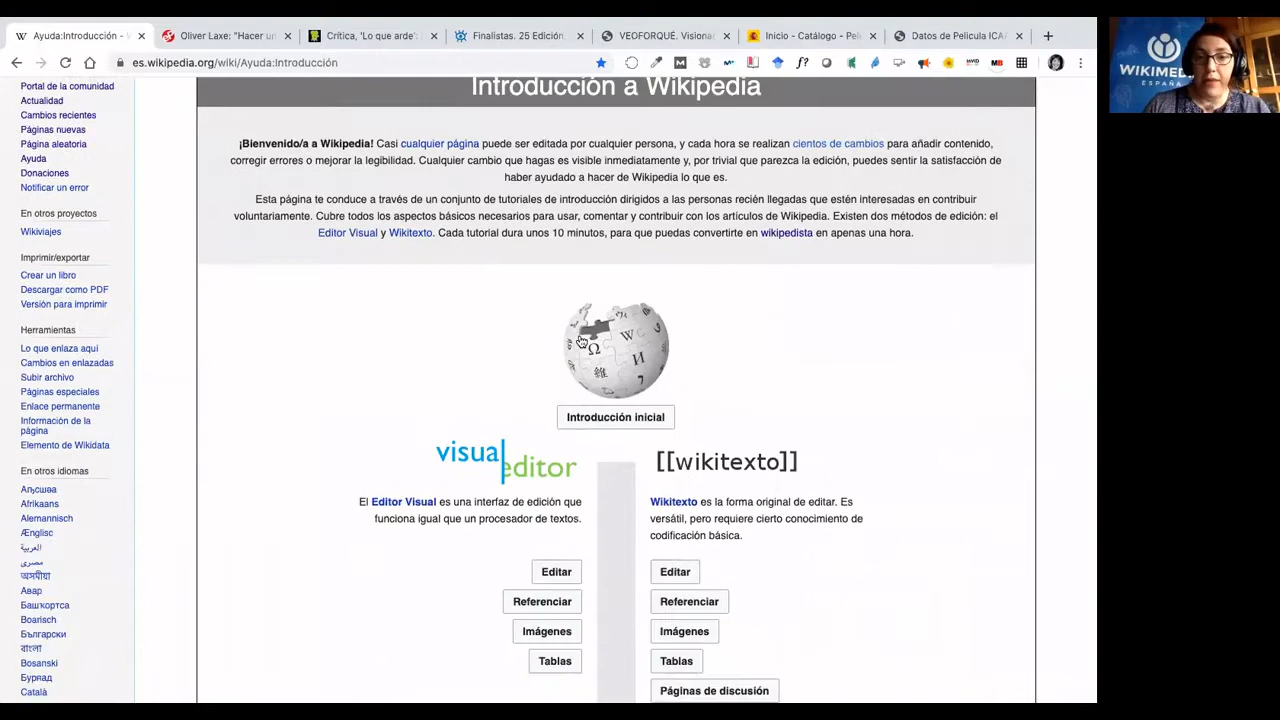 Ayuda:Introducción - W
Oliver Laxe: "Hacer un
Crítica, 'Lo que arde':
Finalistas. 25 Edición.
VEOFORQUÉ. Visiona
Inicio - Catálogo - Pel
Datos de Pelicula ICA
es.wikipedia.org/wiki/Ayuda:Introducción
WIKIMEDI
ESPAÑA
Portal de la comunidad
Actualidad
Cambios recientes
Páginas nuevas
Página aleatoria
Ayuda
Donaciones
Notificar un error
En otros proyectos
Wikiviajes
Imprimir/exportar
Crear un libro
Descargar como PDF
Versión para imprimir
Herramientas
Lo que enlaza aquí
Cambios en enlazadas
Subir archivo
Páginas especiales
Enlace permanente
Información de la
página
Elemento de Wikidata
En otros idiomas
Аҧсшәа
Afrikaans
Alemannisch
Ænglisc
العربية
مصرى
অসমীয়া
Авар
Башҡортса
Boarisch
Български
বাংলা
Bosanski
Буряад
Català
Introducción a Wikipedia
¡Bienvenido/a a Wikipedia! Casi cualquier página puede ser editada por cualquier persona, y cada hora se realizan cientos de cambios para añadir contenido,
corregir errores o mejorar la legibilidad. Cualquier cambio que hagas es visible inmediatamente y, por trivial que parezca la edición, puedes sentir la satisfacción de
haber ayudado a hacer de Wikipedia lo que es.
Esta página te conduce a través de un conjunto de tutoriales de introducción dirigidos a las personas recién llegadas que estén interesadas en contribuir
voluntariamente. Cubre todos los aspectos básicos necesarios para usar, comentar y contribuir con los artículos de Wikipedia. Existen dos métodos de edición: el
Editor Visual y Wikitexto. Cada tutorial dura unos 10 minutos, para que puedas convertirte en wikipedista en apenas una hora.
Introducción inicial
visual
editor
El Editor Visual es una interfaz de edición que
funciona igual que un procesador de textos.
Editar
Referenciar
Imágenes
Tablas
[[wikitexto]]
Wikitexto es la forma original de editar. Es
versátil, pero requiere cierto conocimiento de
codificación básica.
Editar
Referenciar
Imágenes
Tablas
Páginas de discusión